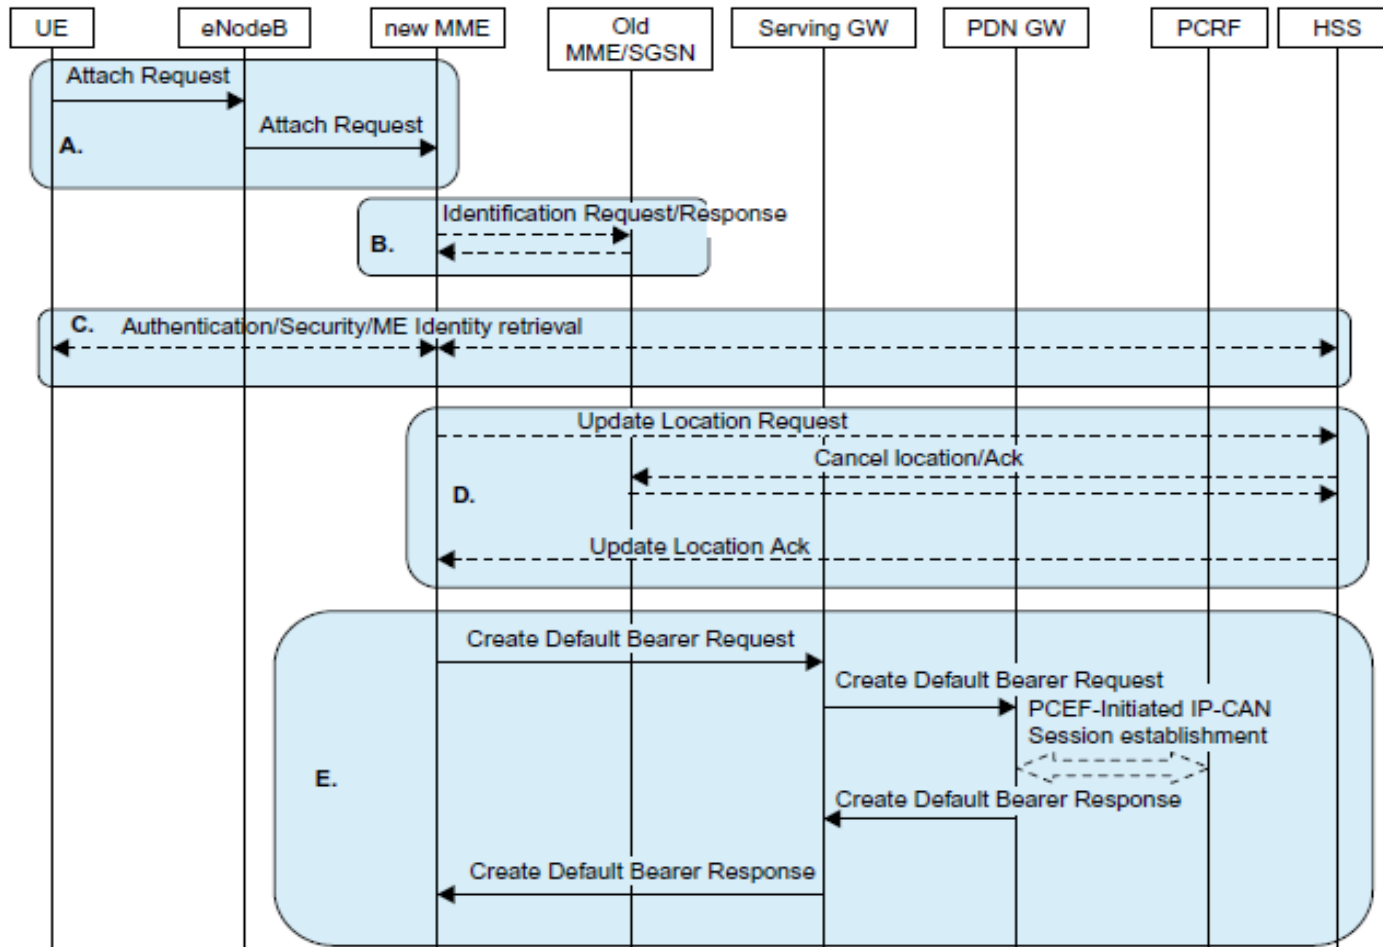 UE
eNodeB
new MME
Old
MME/SGSN
Serving GW
PDN GW
PCRF
HSS
Attach Request
Attach Request
A.
Identification Request/Response
B.
C. Authentication/Security/ME Identity retrieval
Update Location Request
Cancel location/Ack
D.
Update Location Ack
Create Default Bearer Request
Create Default Bearer Request
PCEF-Initiated IP-CAN
Session establishment
E.
Create Default Bearer Response
Create Default Bearer Response